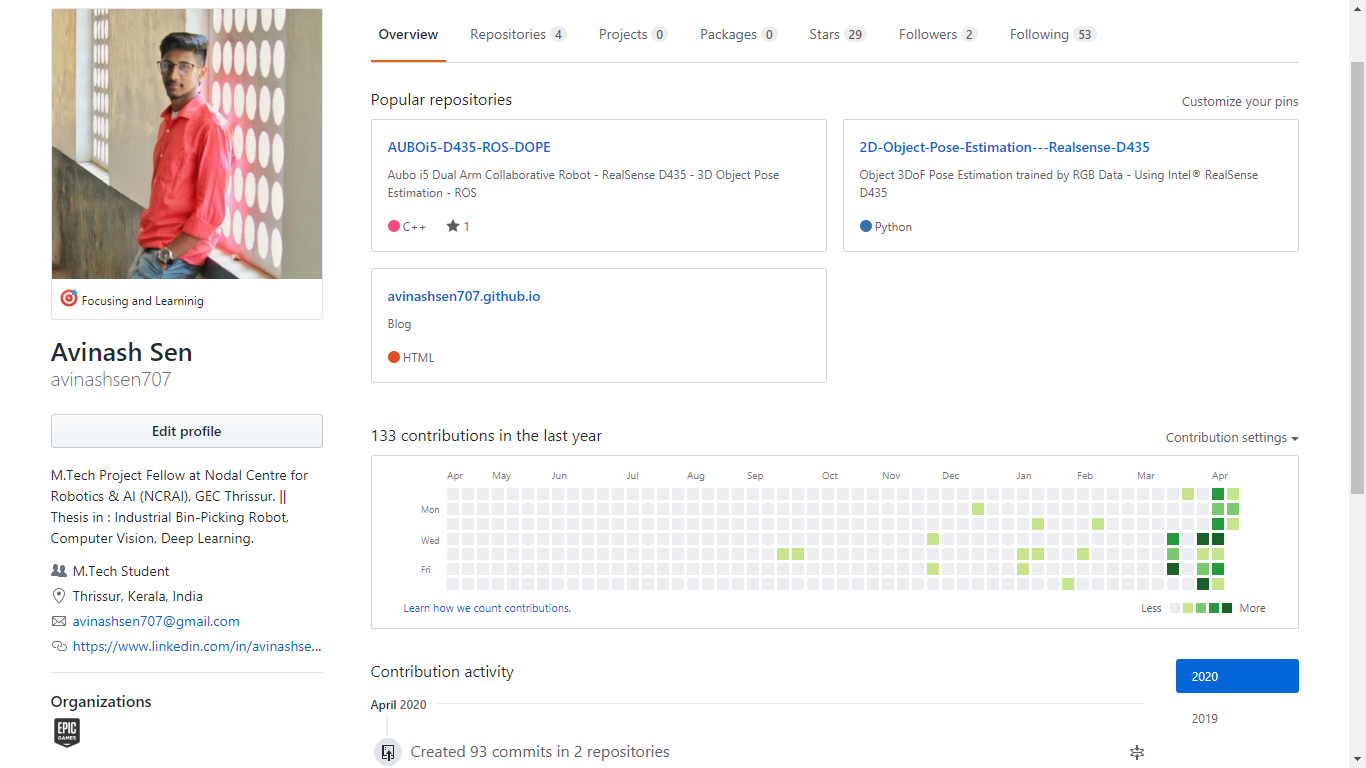 Overview Repositories 4 Projects 0 Packages 0 Stars 29 Followers 2 Following 53
Focusing and Learninig
Avinash Sen
avinashsen707
Edit profile
M.Tech Project Fellow at Nodal Centre for
Robotics & AI (NCRAI), GEC Thrissur. ||
Thesis in : Industrial Bin-Picking Robot,
Computer Vision, Deep Learning.
M.Tech Student
Thrissur, Kerala, India
avinashsen707@gmail.com
https://www.linkedin.com/in/avinashse...
Organizations
EPIC
GAMES
Popular repositories
Customize your pins
AUBOi5-D435-ROS-DOPE
Aubo i5 Dual Arm Collaborative Robot - RealSense D435 - 3D Object Pose
Estimation - ROS
C++ 1
2D-Object-Pose-Estimation---Realsense-D435
Object 3DoF Pose Estimation trained by RGB Data - Using Intel® RealSense
D435
Python
avinashsen707.github.io
Blog
HTML
133 contributions in the last year
Contribution settings
Apr May Jun Jul Aug Sep Oct Nov Dec Jan Feb Mar Apr
Mon
Wed
Fri
Learn how we count contributions.
Less More
Contribution activity
2020
2019
April 2020
Created 93 commits in 2 repositories